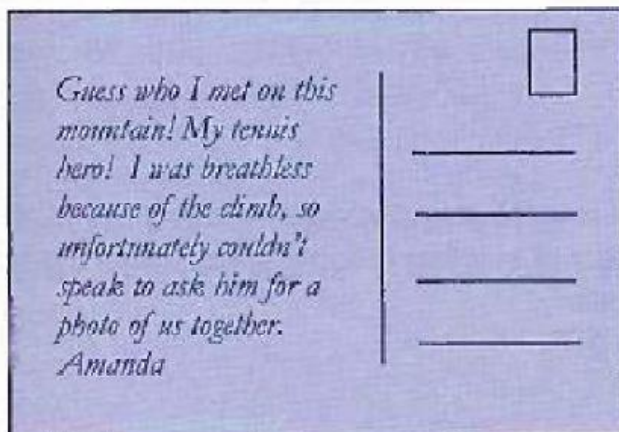 Guess who I met on this
mountain! My tennis
hero! I was breathless
because of the climb, so
unfortunately couldn't
speak to ask him for a
photo of us together.
Amanda